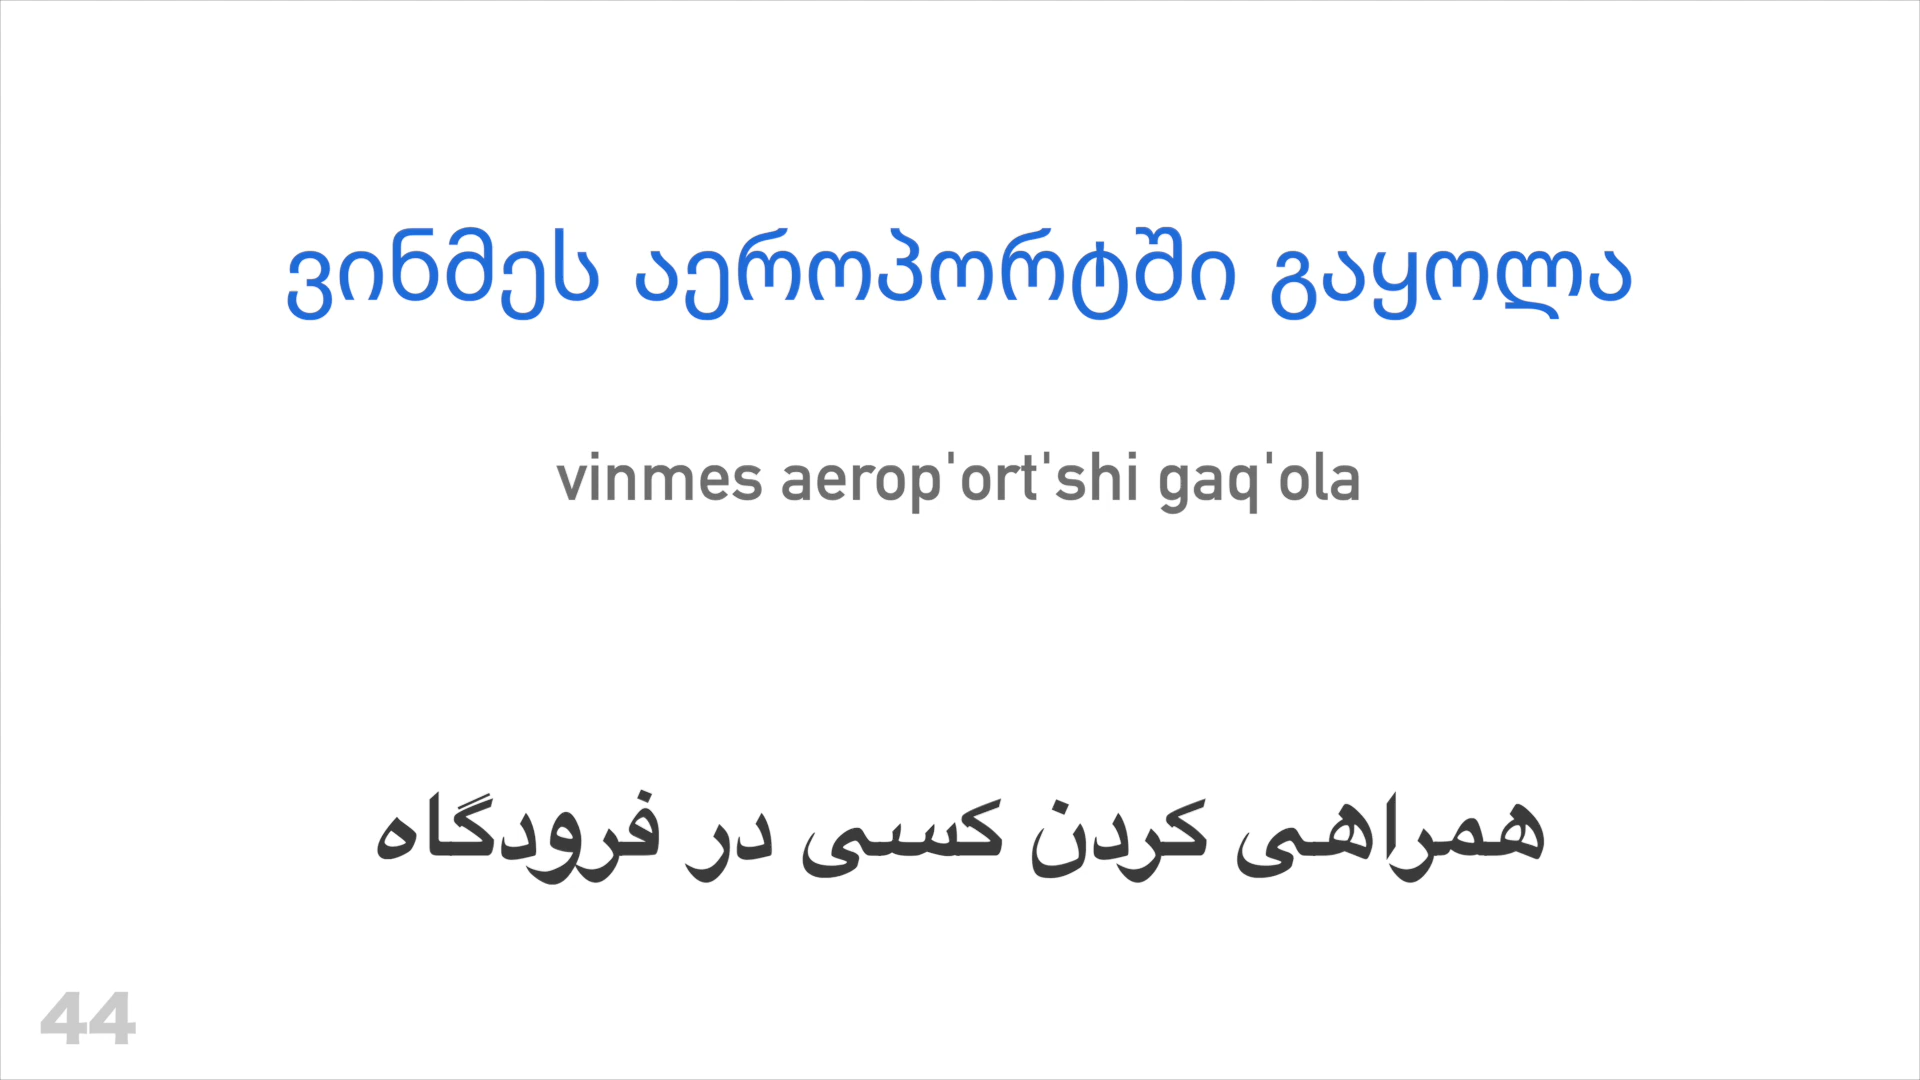 ვინმეს აეროპორტში გაყოლა
vinmes aerop'ort'shi gaq'ola
همراهی کردن کسی در فرودگاه
44